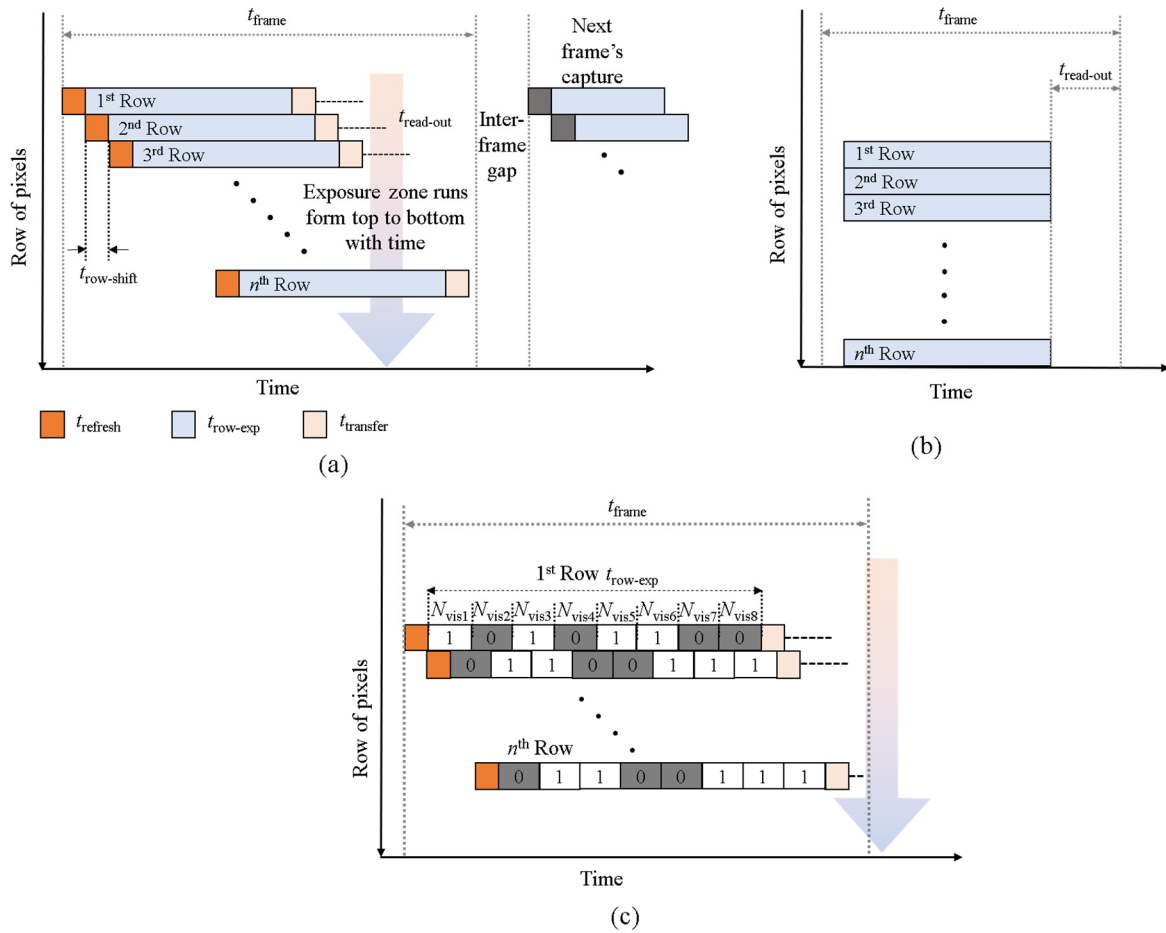 t_frame
Next
frame's
capture
1st Row
2nd Row
3rd Row
t_read-out
Inter-
frame
gap
Exposure zone runs
form top to bottom
with time
t_row-shift
nth Row
Row of pixels
Time
t_refresh
t_row-exp
t_transfer
(a)
t_frame
t_read-out
1st Row
2nd Row
3rd Row
nth Row
Row of pixels
Time
(b)
t_frame
1st Row t_row-exp
N_vis1 N_vis2 N_vis3 N_vis4 N_vis5 N_vis6 N_vis7 N_vis8
1 0 1 0 1 1 0 0
0 1 1 0 0 1 1 1
nth Row
0 1 1 0 0 1 1 1
Row of pixels
Time
(c)